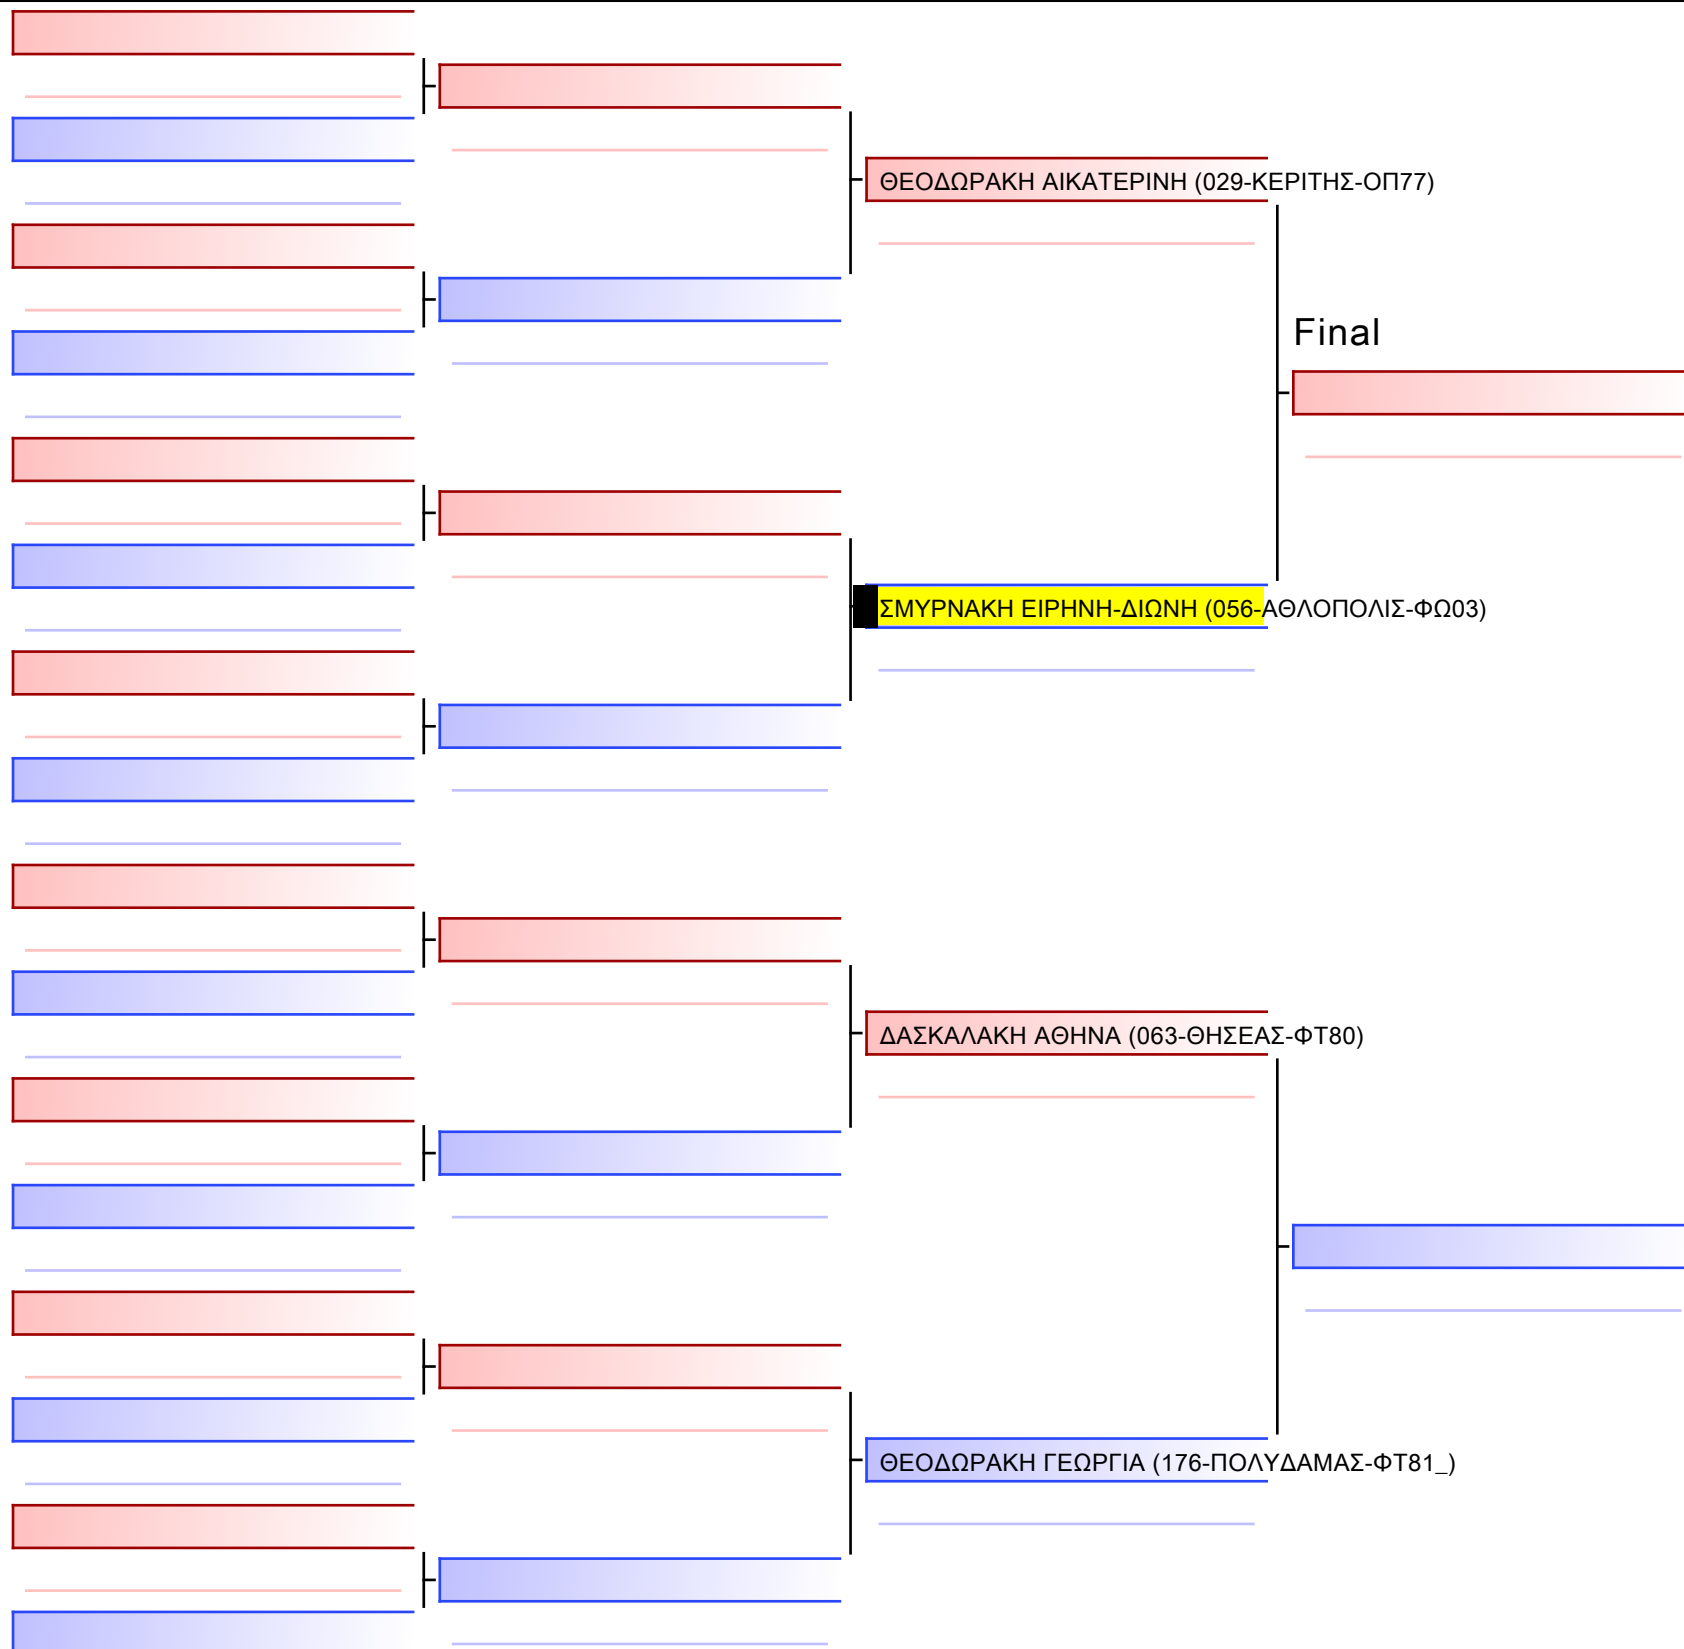 ΘΕΟΔΩΡΑΚΗ ΑΙΚΑΤΕΡΙΝΗ (029-ΚΕΡΙΤΗΣ-ΟΠ77)
Final
ΣΜΥΡΝΑΚΗ ΕΙΡΗΝΗ-ΔΙΩΝΗ (056-ΑΘΛΟΠΟΛΙΣ-ΦΩ03)
ΔΑΣΚΑΛΑΚΗ ΑΘΗΝΑ (063-ΘΗΣΕΑΣ-ΦΤ80)
ΘΕΟΔΩΡΑΚΗ ΓΕΩΡΓΙΑ (176-ΠΟΛΥΔΑΜΑΣ-ΦΤ81_)